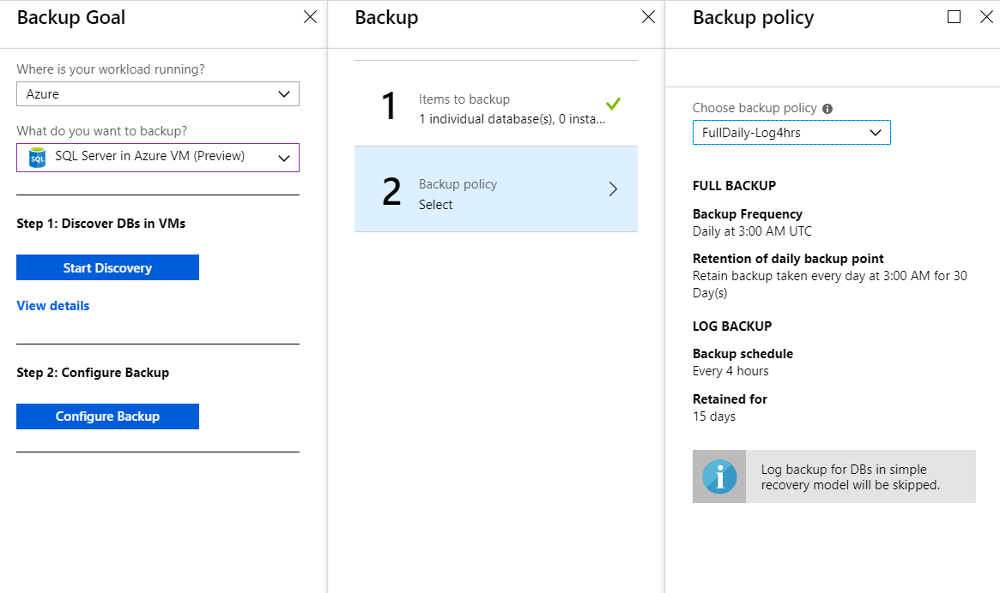 Backup Goal
Where is your workload running?
Azure
What do you want to backup?
SQL
SQL Server in Azure VM (Preview)
Step 1: Discover DBs in VMs
Start Discovery
View details
Step 2: Configure Backup
Configure Backup
Backup
1
Items to backup
1 individual database(s), 0 insta...
2
Backup policy
Select
Backup policy
Choose backup policy
FullDaily-Log4hrs
FULL BACKUP
Backup Frequency
Daily at 3:00 AM UTC
Retention of daily backup point
Retain backup taken every day at 3:00 AM for 30
Day(s)
LOG BACKUP
Backup schedule
Every 4 hours
Retained for
15 days
Log backup for DBs in simple
recovery model will be skipped.